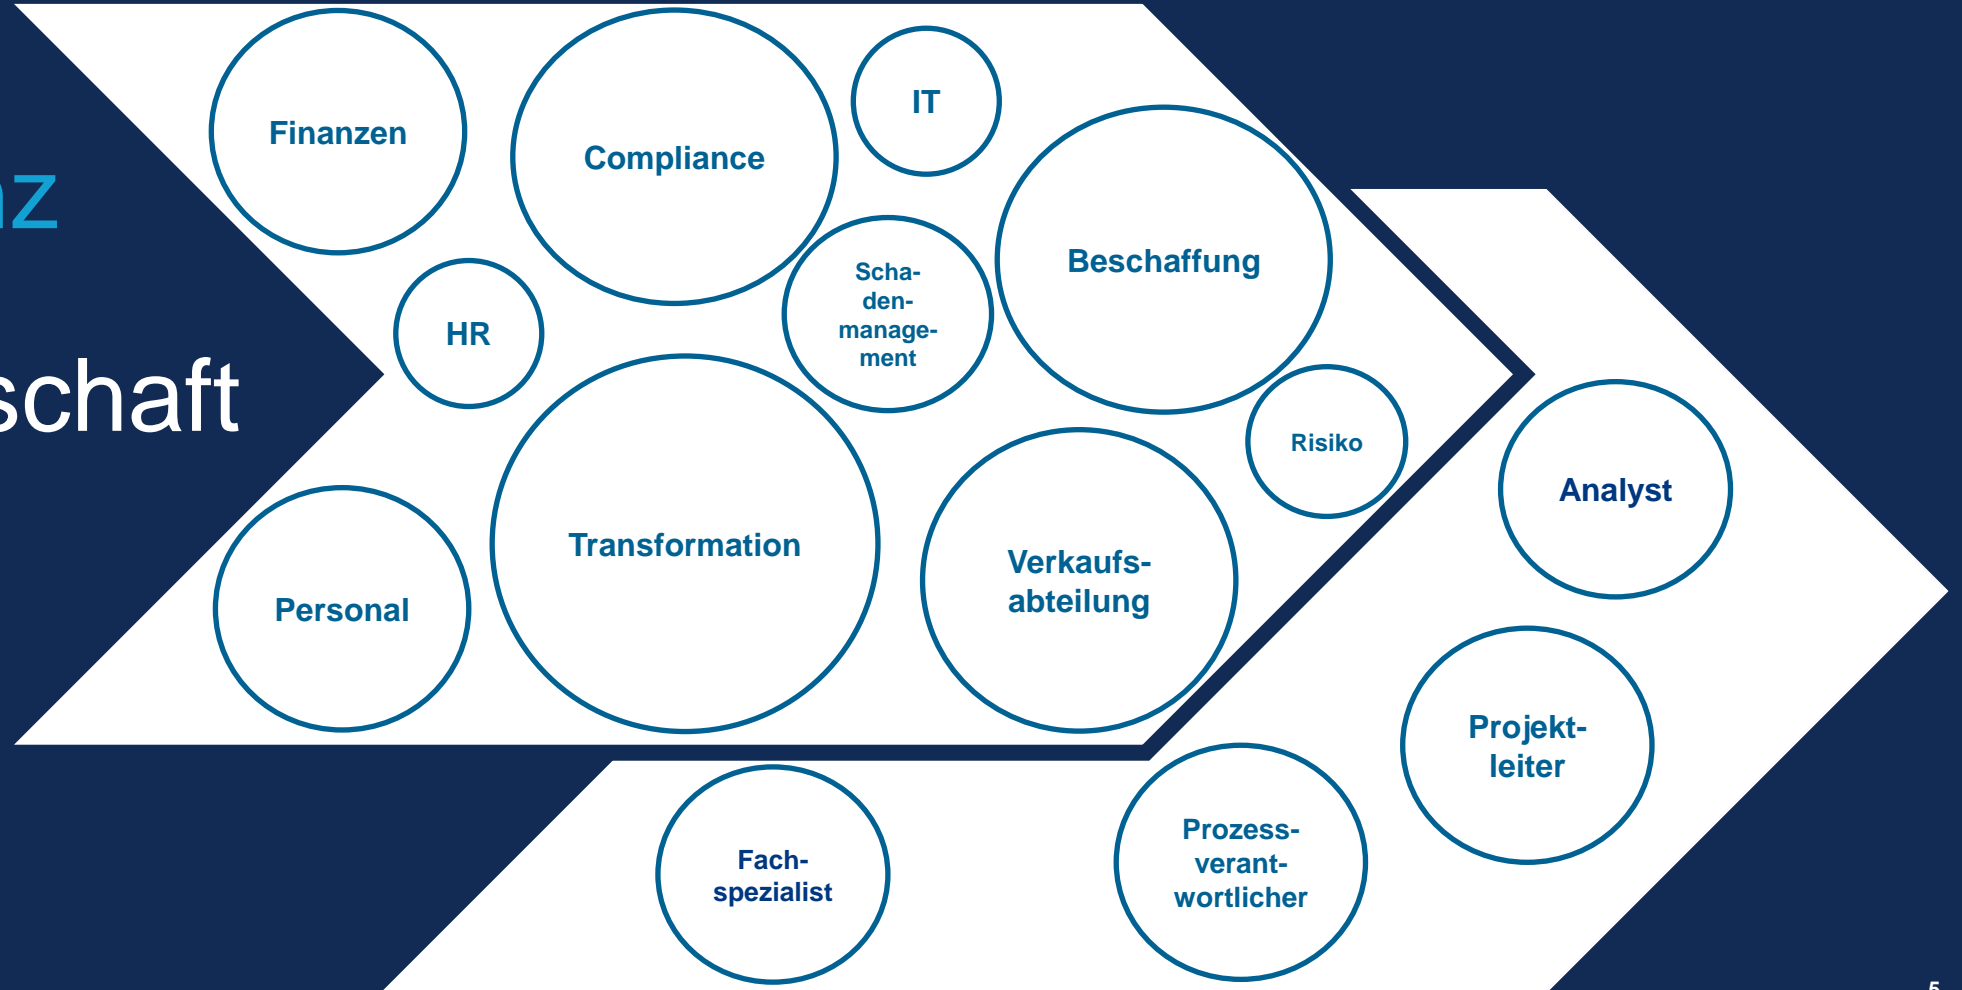 nz
schaft
Finanzen
Compliance
IT
Beschaffung
Scha-
den-
manage-
ment
HR
Risiko
Transformation
Verkaufs-
abteilung
Personal
Analyst
Projekt-
leiter
Prozess-
verant-
wortlicher
Fach-
spezialist
5